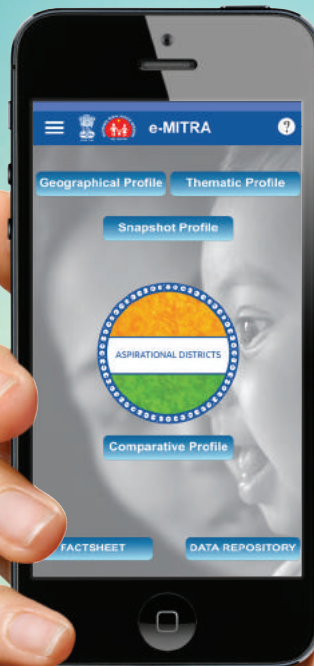 e-MITRA
?
Geographical Profile
Thematic Profile
Snapshot Profile
ASPIRATIONAL DISTRICTS
Comparative Profile
FACTSHEET
DATA REPOSITORY